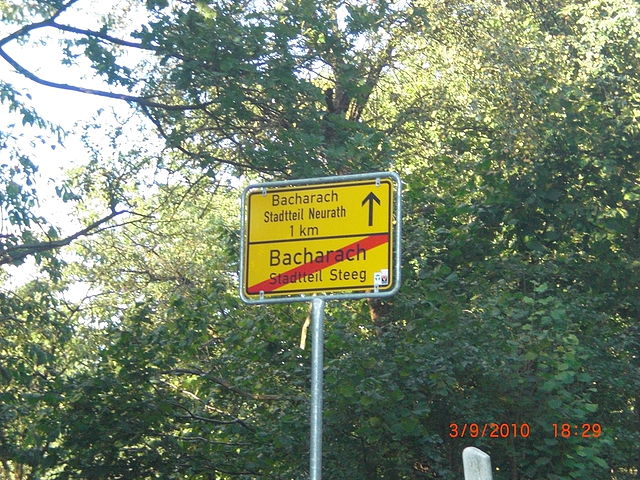 Bacharach
Stadtteil Neurath
1 km
Bacharach
Stadtteil Steeg
3/9/2010 18:29